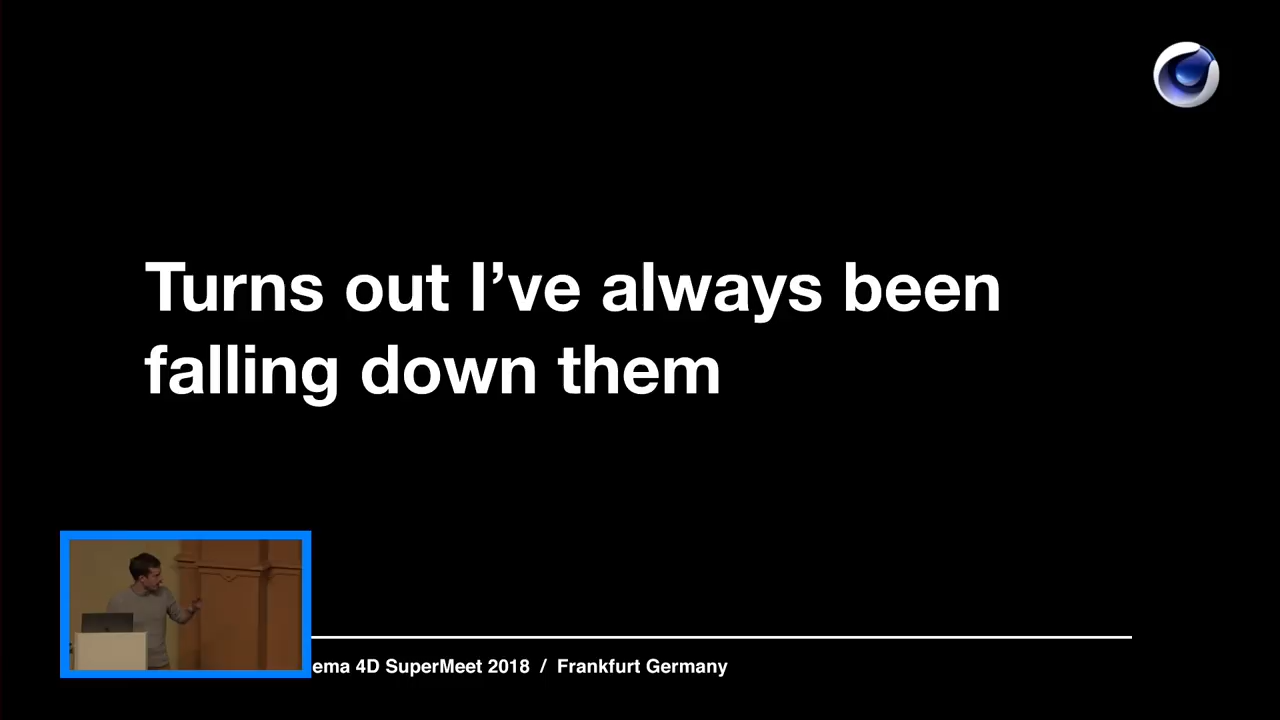 Turns out I’ve always been
falling down them
ema 4D SuperMeet 2018 / Frankfurt Germany